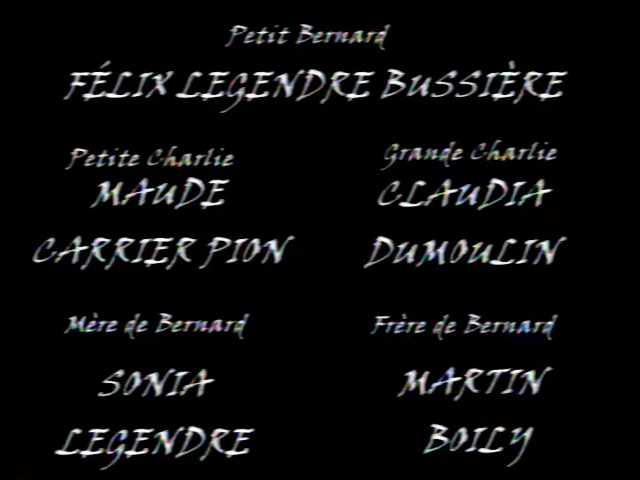 Petit Bernard
FÉLIX LEGENDRE BUSSIÈRE
Petite Charlie
MAUDE
CARRIER PION
Grande Charlie
CLAUDIA
DUMOULIN
Mère de Bernard
SONIA
LEGENDRE
Frère de Bernard
MARTIN
BOILY